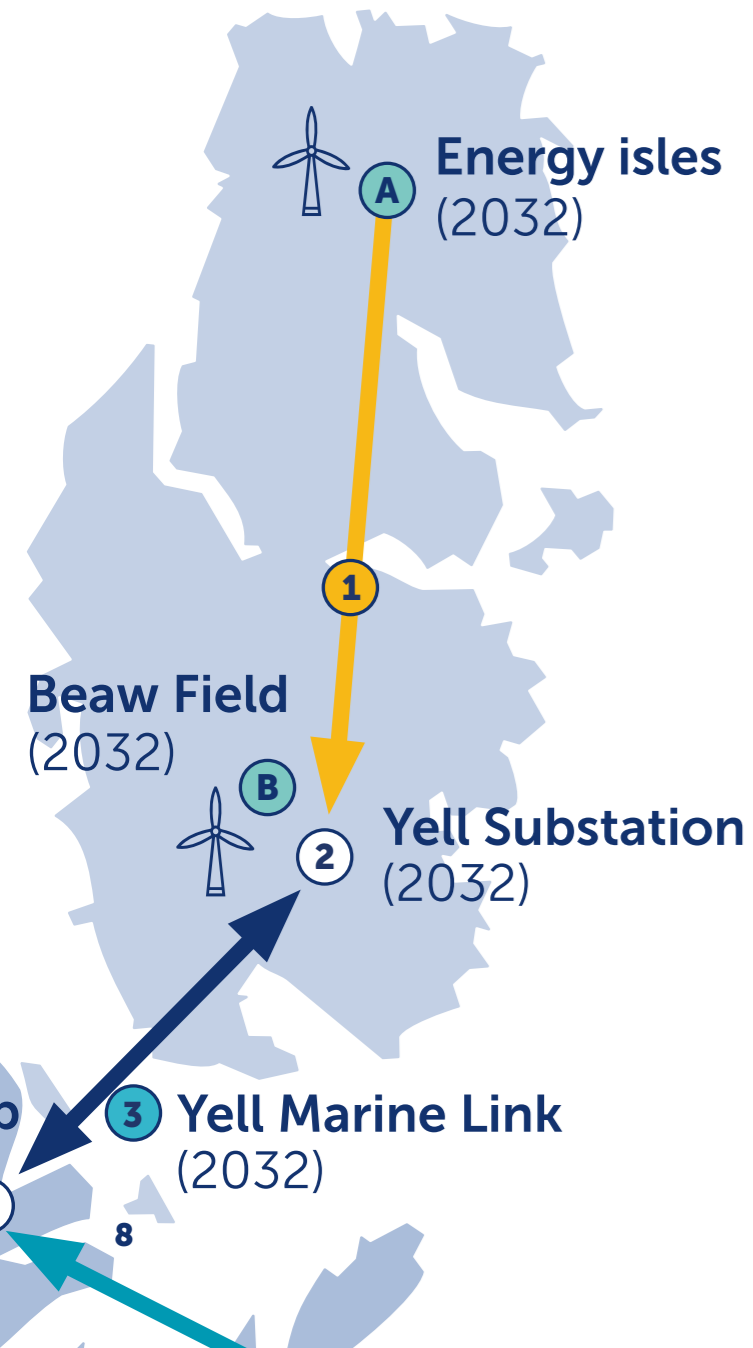 A
Energy isles
(2032)
1
Beaw Field
(2032)
B
Yell Substation
2
(2032)
3
Yell Marine Link
(2032)
8